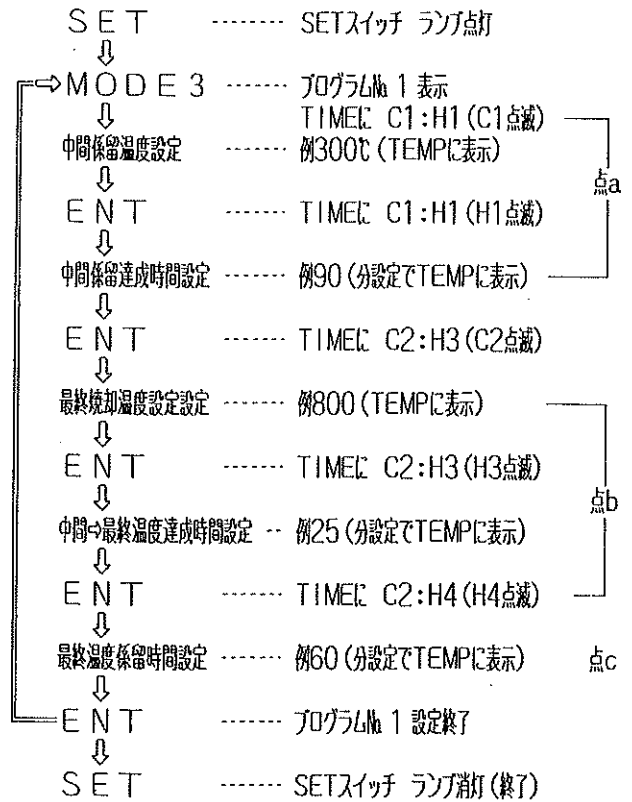 SET ------ SETスイッチ ランプ点灯
MODE3 ------ プログラム№1 表示
TIMEに C1:H1(C1点滅)
中間係留温度設定 ------ 例300℃(TEMPに表示)
点a
ENT ------ TIMEに C1:H1(H1点滅)
中間係留達成時間設定 ------ 例90(分設定でTEMPに表示)
ENT ------ TIMEに C2:H3(C2点滅)
最終焼却温度設定設定 ------ 例800(TEMPに表示)
ENT ------ TIMEに C2:H3(H3点滅)
点b
中間⇨最終温度達成時間設定 -- 例25(分設定でTEMPに表示)
ENT ------ TIMEに C2:H4(H4点滅)
最終温度係留時間設定 ------ 例60(分設定でTEMPに表示) 点c
ENT ------ プログラム№1 設定終了
SET ------ SETスイッチ ランプ消灯(終了)